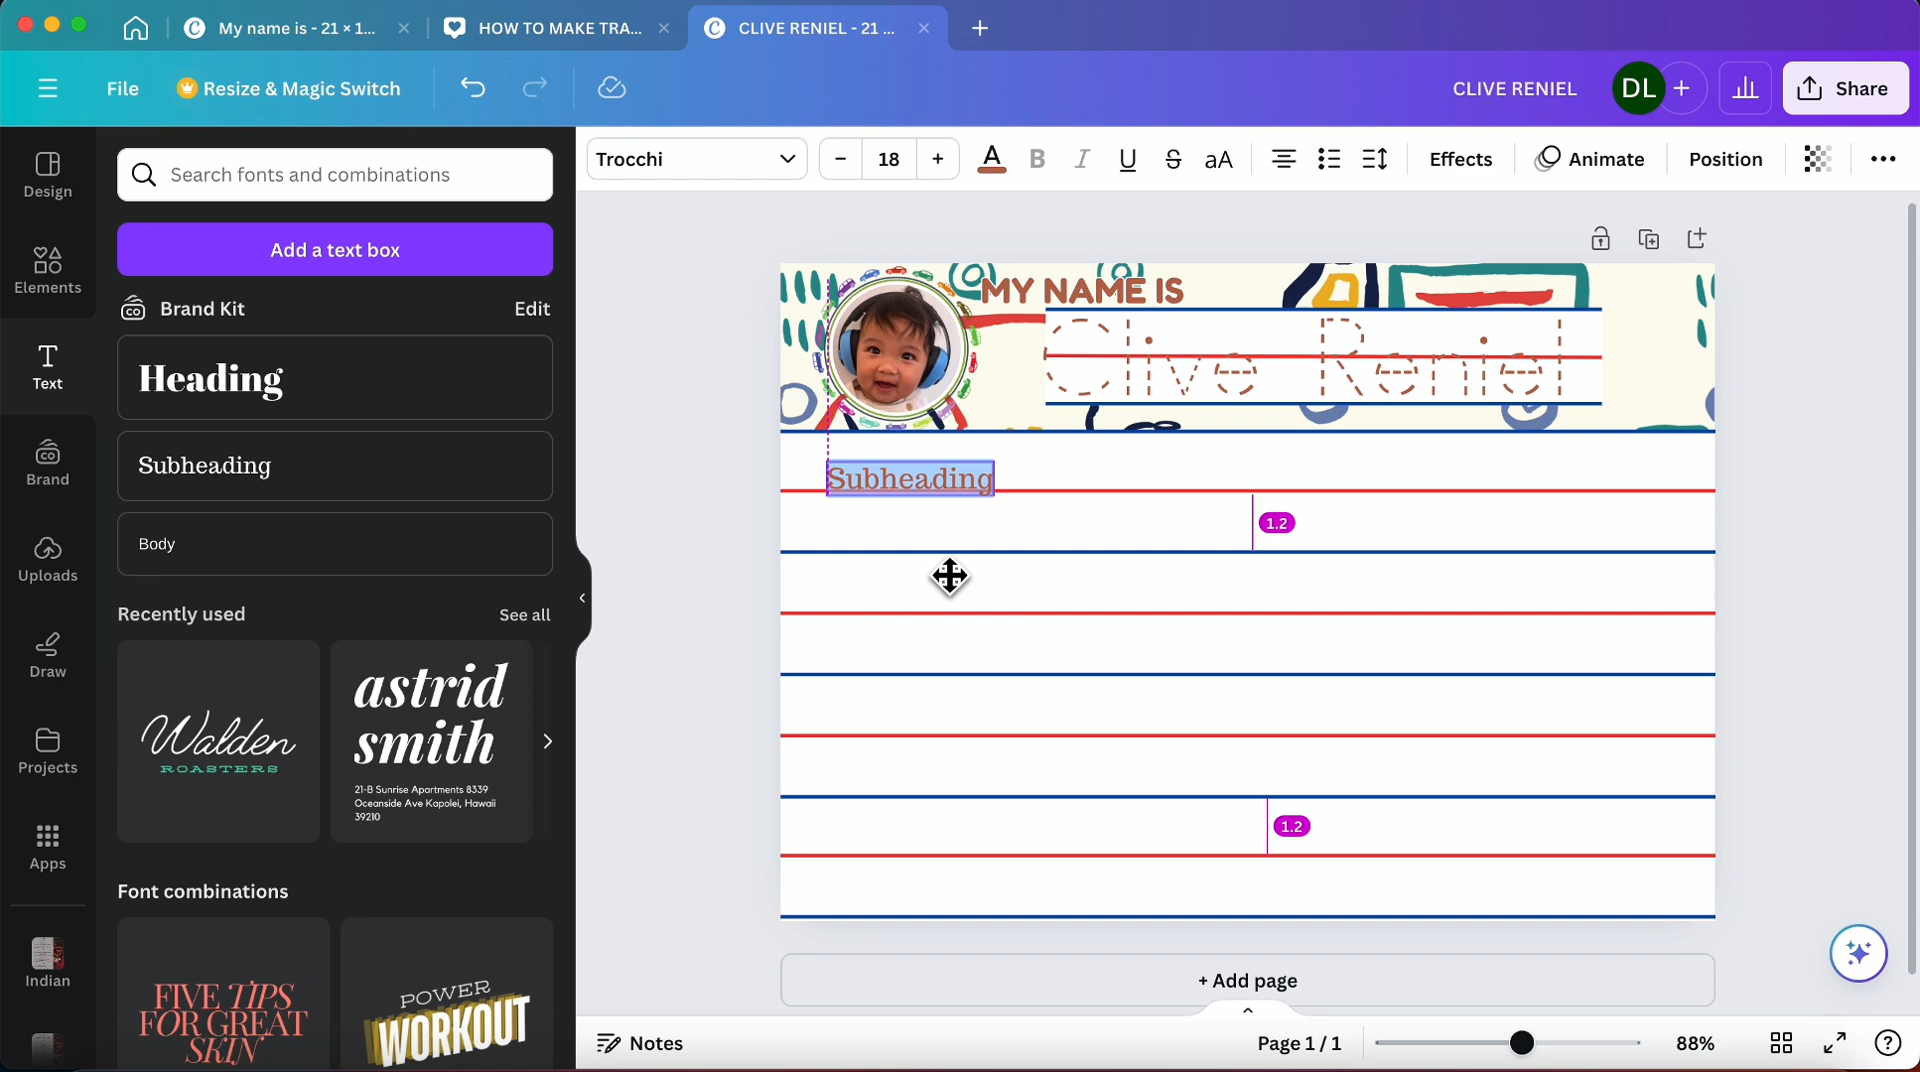 My name is - 21 × 1...
HOW TO MAKE TRA...
CLIVE RENIEL - 21 ...
File
Resize & Magic Switch
CLIVE RENIEL
DL
Share
Design
Elements
Text
Brand
Uploads
Draw
Projects
Apps
Indian
Search fonts and combinations
Add a text box
Brand Kit
Edit
Heading
Subheading
Body
Recently used
See all
Walden
ROASTERS
astrid
smith
21-B Sunrise Apartments 8339
Oceanside Ave Kapolei, Hawaii
39210
Font combinations
FIVE TIPS
FOR GREAT
SKIN
POWER
WORKOUT
Trocchi
– 18 +
A B I U S aA
Effects
Animate
Position
MY NAME IS
Clive Reniel
Subheading
1.2
1.2
+ Add page
Notes
Page 1 / 1
88%